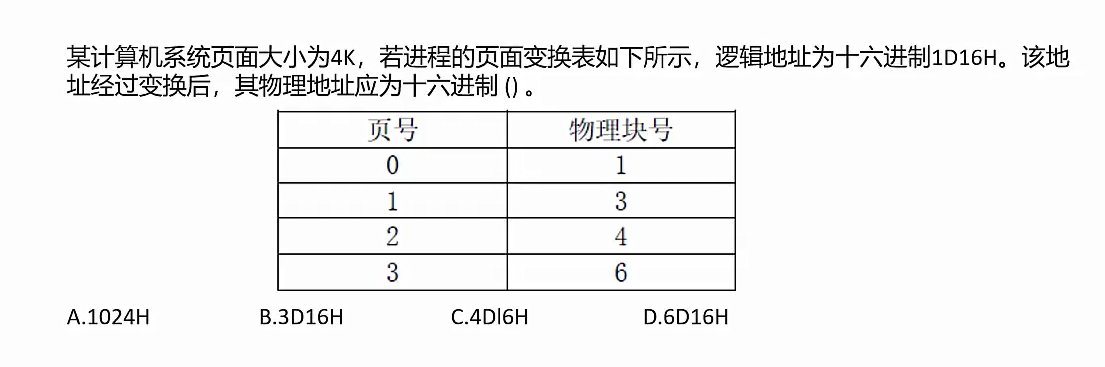 某计算机系统页面大小为4K，若进程的页面变换表如下所示，逻辑地址为十六进制1D16H。该地
址经过变换后，其物理地址应为十六进制 () 。
页号 物理块号
0 1
1 3
2 4
3 6
A.1024H B.3D16H C.4Dl6H D.6D16H